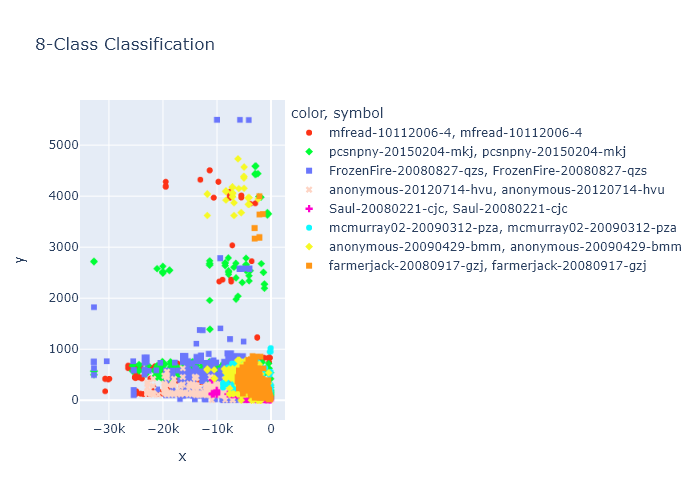 8-Class Classification
color, symbol
mfread-10112006-4, mfread-10112006-4
pcsnpny-20150204-mkj, pcsnpny-20150204-mkj
FrozenFire-20080827-qzs, FrozenFire-20080827-qzs
anonymous-20120714-hvu, anonymous-20120714-hvu
Saul-20080221-cjc, Saul-20080221-cjc
mcmurray02-20090312-pza, mcmurray02-20090312-pza
anonymous-20090429-bmm, anonymous-20090429-bmm
farmerjack-20080917-gzj, farmerjack-20080917-gzj
5000
4000
3000
2000
1000
0
y
−30k −20k −10k 0
x